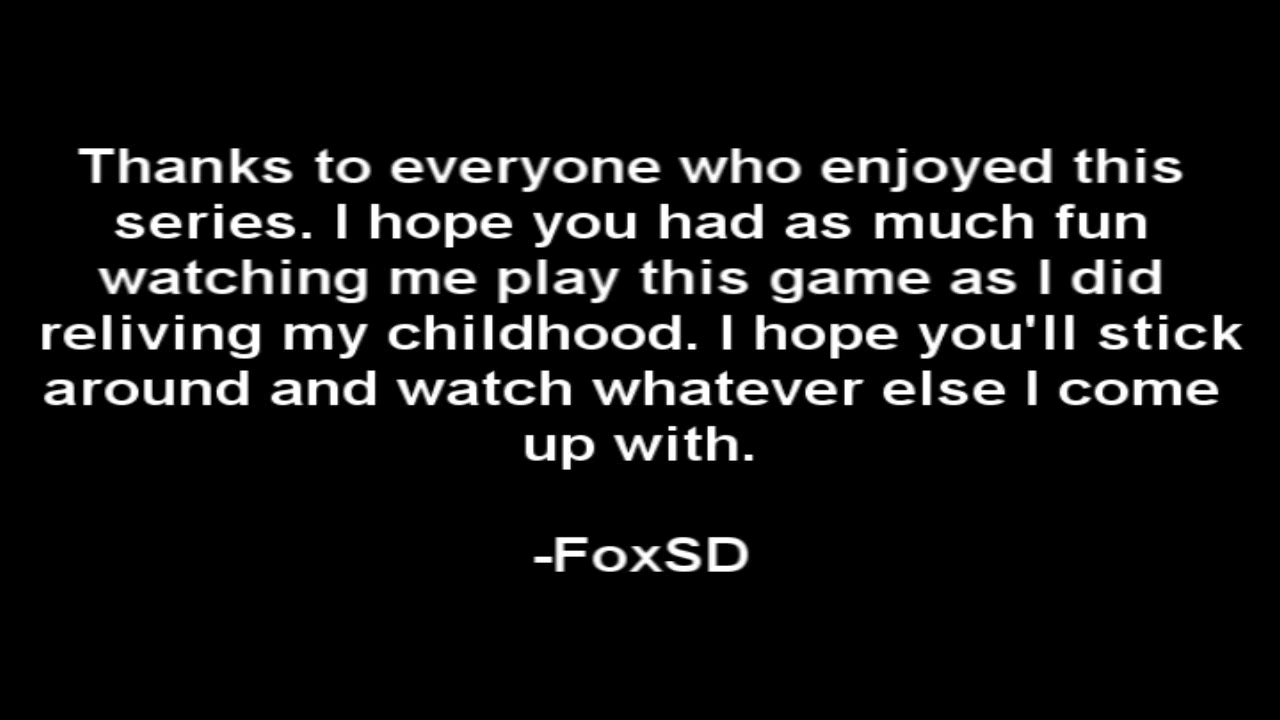 Thanks to everyone who enjoyed this
series. I hope you had as much fun
watching me play this game as I did
reliving my childhood. I hope you'll stick
around and watch whatever else I come
up with.
-FoxSD